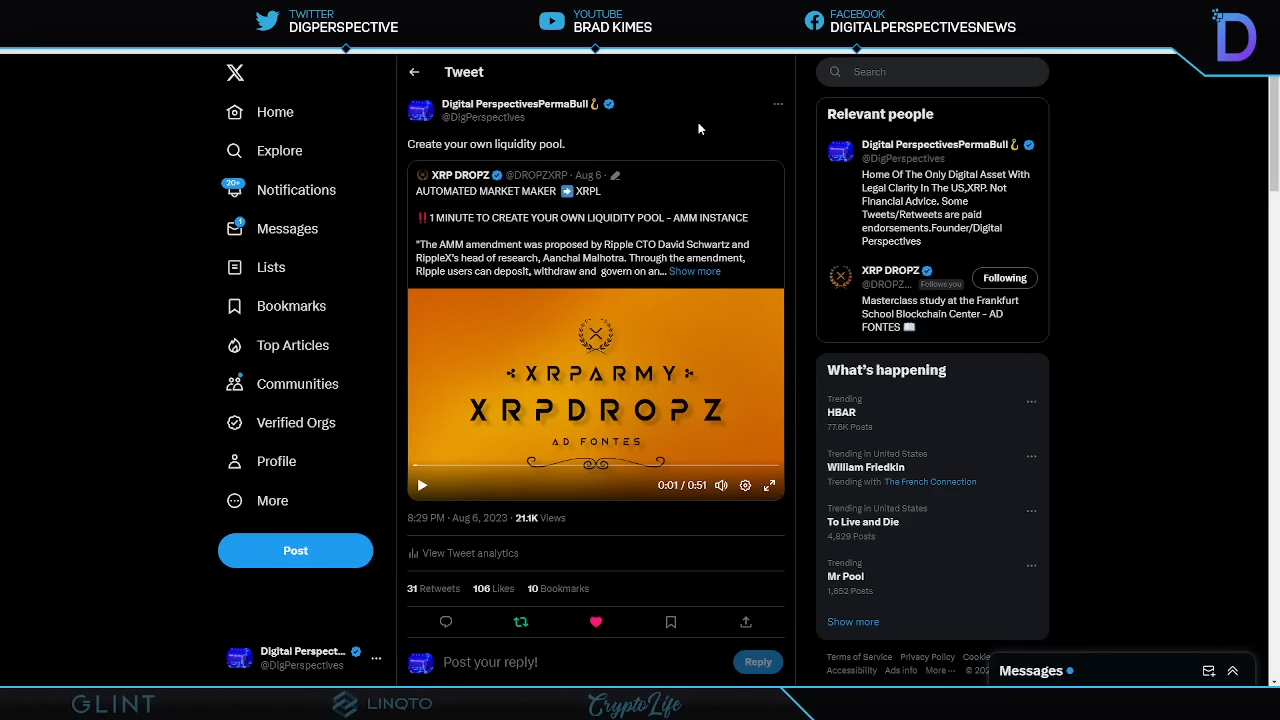 TWITTER
DIGPERSPECTIVE
YOUTUBE
BRAD KIMES
FACEBOOK
DIGITALPERSPECTIVESNEWS
D
Home
Explore
20+
Notifications
1
Messages
Lists
Bookmarks
Top Articles
Communities
Verified Orgs
Profile
More
Post
Digital Perspect...
@DigPerspectives
Tweet
Digital PerspectivesPermaBull🪝
@DigPerspectives
Create your own liquidity pool.
XRP DROPZ @DROPZXRP · Aug 6 ·
AUTOMATED MARKET MAKER ➡️ XRPL
‼️1 MINUTE TO CREATE YOUR OWN LIQUIDITY POOL - AMM INSTANCE
"The AMM amendment was proposed by Ripple CTO David Schwartz and
RippleX's head of research, Aanchal Malhotra. Through the amendment,
Ripple users can deposit, withdraw and govern on an... Show more
XRPARMY
XRPDROPZ
AD FONTES
0:01 / 0:51
8:29 PM · Aug 6, 2023 · 21.1K Views
View Tweet analytics
31 Retweets 106 Likes 10 Bookmarks
Post your reply!
Reply
Search
Relevant people
Digital PerspectivesPermaBull🪝
@DigPerspectives
Home Of The Only Digital Asset With
Legal Clarity In The US,XRP. Not
Financial Advice. Some
Tweets/Retweets are paid
endorsements.Founder/Digital
Perspectives
XRP DROPZ
@DROPZ... Follows you
Following
Masterclass study at the Frankfurt
School Blockchain Center - AD
FONTES 📖
What's happening
Trending
HBAR
77.6K Posts
Trending in United States
William Friedkin
Trending with The French Connection
Trending in United States
To Live and Die
4,829 Posts
Trending
Mr Pool
1,652 Posts
Show more
Terms of Service Privacy Policy Cookie
Accessibility Ads info More ··· © 202
Messages
GLINT
LINQTO
CryptoLife